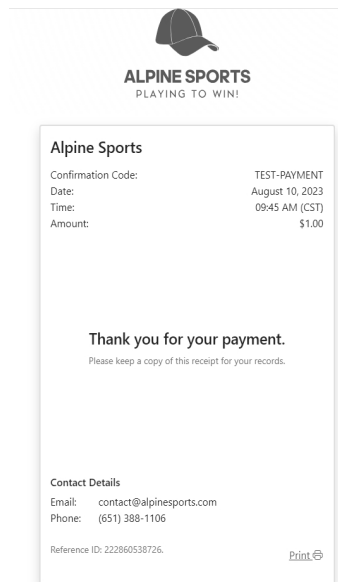 ALPINE SPORTS
PLAYING TO WIN!
Alpine Sports
Confirmation Code: TEST-PAYMENT
Date: August 10, 2023
Time: 09:45 AM (CST)
Amount: $1.00
Thank you for your payment.
Please keep a copy of this receipt for your records.
Contact Details
Email: contact@alpinesports.com
Phone: (651) 388-1106
Reference ID: 222860538726.
Print